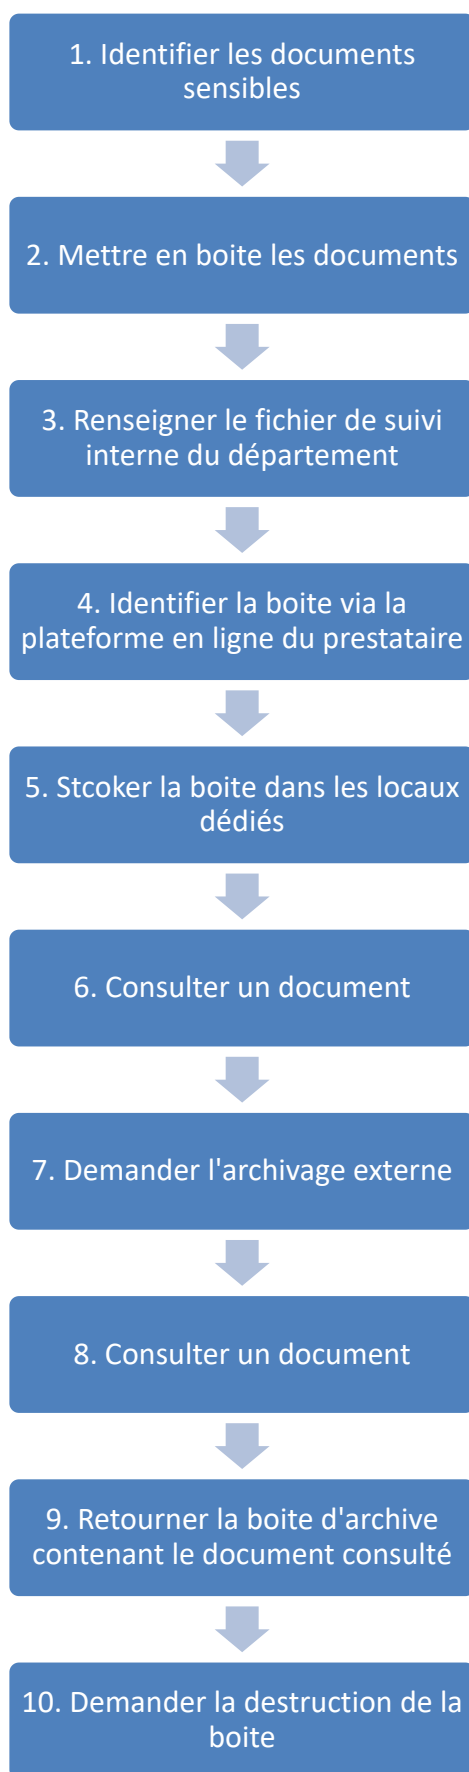 1. Identifier les documents
sensibles
2. Mettre en boite les documents
3. Renseigner le fichier de suivi
interne du département
4. Identifier la boite via la
plateforme en ligne du prestataire
5. Stcoker la boite dans les locaux
dédiés
6. Consulter un document
7. Demander l'archivage externe
8. Consulter un document
9. Retourner la boite d'archive
contenant le document consulté
10. Demander la destruction de la
boite